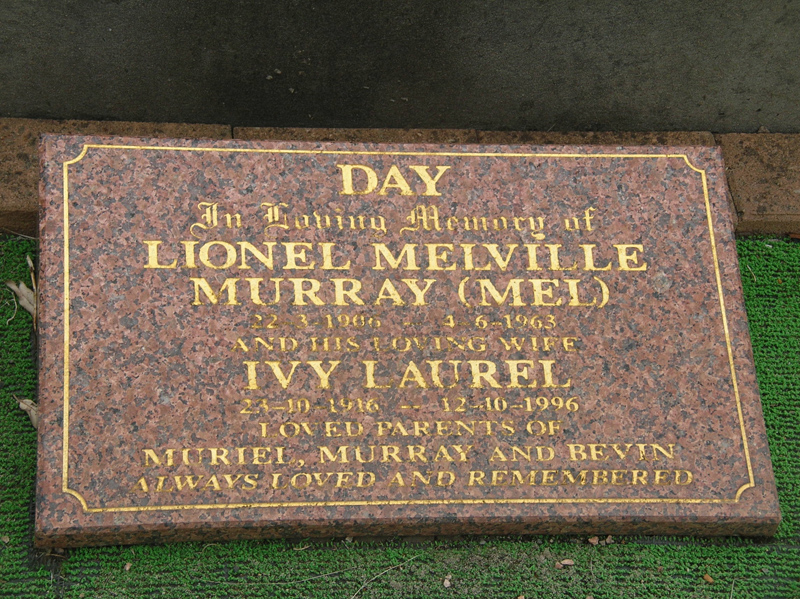 DAY
In Loving Memory of
LIONEL MELVILLE
MURRAY (MEL)
22-3-1906 -- 4-6-1963
AND HIS LOVING WIFE
IVY LAUREL
23-10-1916 -- 12-10-1996
LOVED PARENTS OF
MURIEL, MURRAY AND BEVIN
ALWAYS LOVED AND REMEMBERED